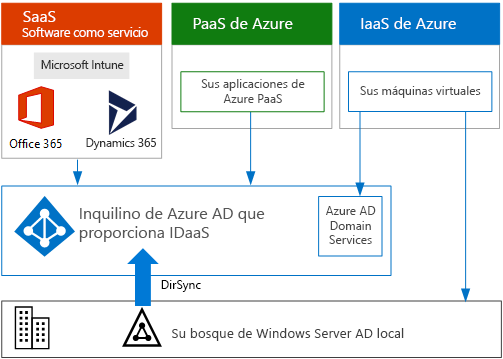 SaaS
Software como servicio
Microsoft Intune
Office 365
Dynamics 365
PaaS de Azure
Sus aplicaciones de
Azure PaaS
IaaS de Azure
Sus máquinas virtuales
Inquilino de Azure AD que
proporciona IDaaS
Azure AD
Domain
Services
DirSync
Su bosque de Windows Server AD local